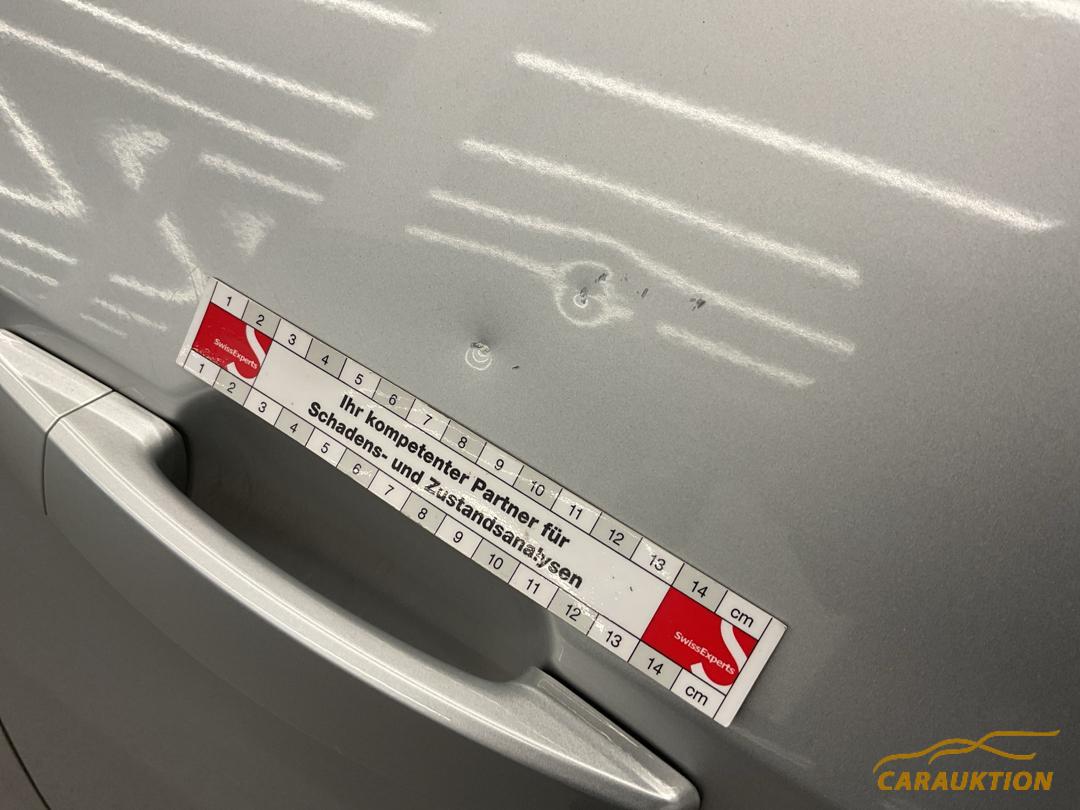 1 2 3 4 5 6 7 8 9 10 11 12 13 14 cm
SwissExperts
Ihr kompetenter Partner für
Schadens- und Zustandsanalysen
SwissExperts
1 2 3 4 5 6 7 8 9 10 11 12 13 14 cm
CARAUKTION